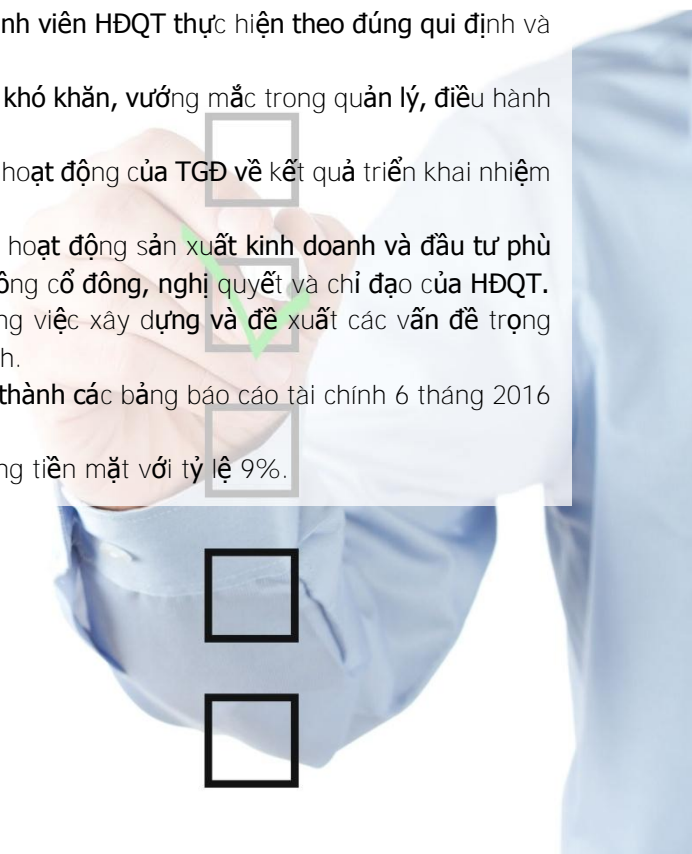 nh viên HĐQT thực hiện theo đúng qui định và
khó khăn, vướng mắc trong quản lý, điều hành
hoạt động của TGĐ về kết quả triển khai nhiệm
hoạt động sản xuất kinh doanh và đầu tư phù
ông cổ đông, nghị quyết và chỉ đạo của HĐQT.
ng việc xây dựng và đề xuất các vấn đề trọng
h.
thành các bảng báo cáo tài chính 6 tháng 2016
ng tiền mặt với tỷ lệ 9%.